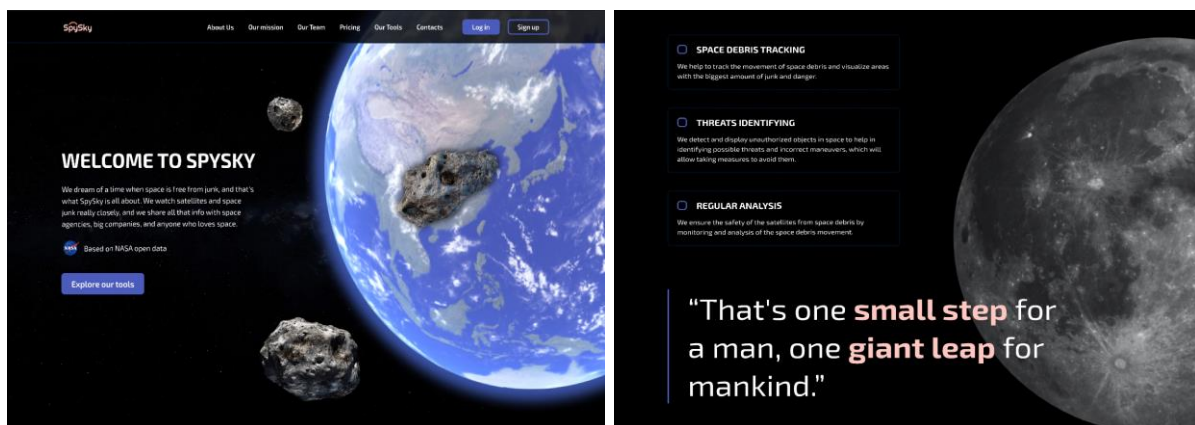 SpySky
About Us Our mission Our Team Pricing Our Tools Contacts Log in Sign up
WELCOME TO SPYSKY
We dream of a time when space is free from junk, and that's
what SpySky is all about. We watch satellites and space
junk really closely, and we share all that info with space
agencies, big companies, and anyone who loves space.
NASA
Based on NASA open data
Explore our tools
SPACE DEBRIS TRACKING
We help to track the movement of space debris and visualize areas
with the biggest amount of junk and danger.
THREATS IDENTIFYING
We detect and display unauthorized objects in space to help in
identifying possible threats and incorrect maneuvers, which will
allow taking measures to avoid them.
REGULAR ANALYSIS
We ensure the safety of the satellites from space debris by
monitoring and analysis of the space debris movement.
“That's one small step for
a man, one giant leap for
mankind.”